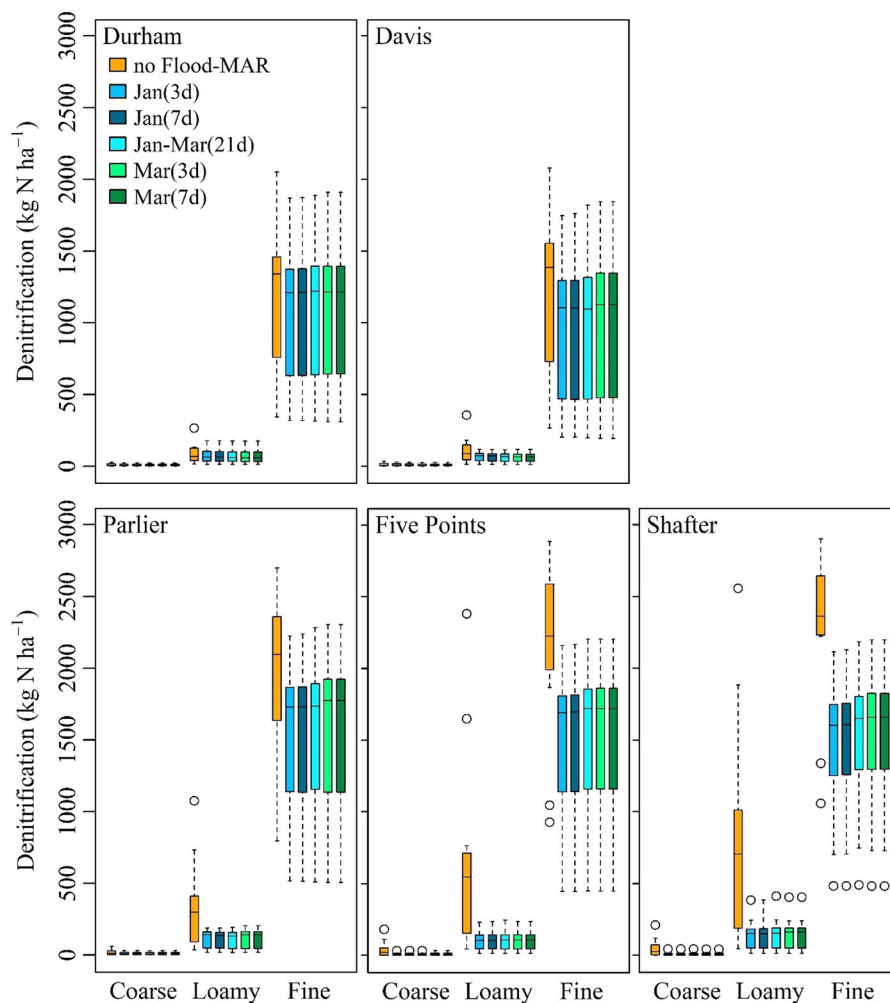 Durham
no Flood-MAR
Jan(3d)
Jan(7d)
Jan-Mar(21d)
Mar(3d)
Mar(7d)
Davis
Denitrification (kg N ha⁻¹)
3000
2500
2000
1500
1000
500
0
Parlier
Five Points
Shafter
Denitrification (kg N ha⁻¹)
3000
2500
2000
1500
1000
500
0
Coarse Loamy Fine
Coarse Loamy Fine
Coarse Loamy Fine